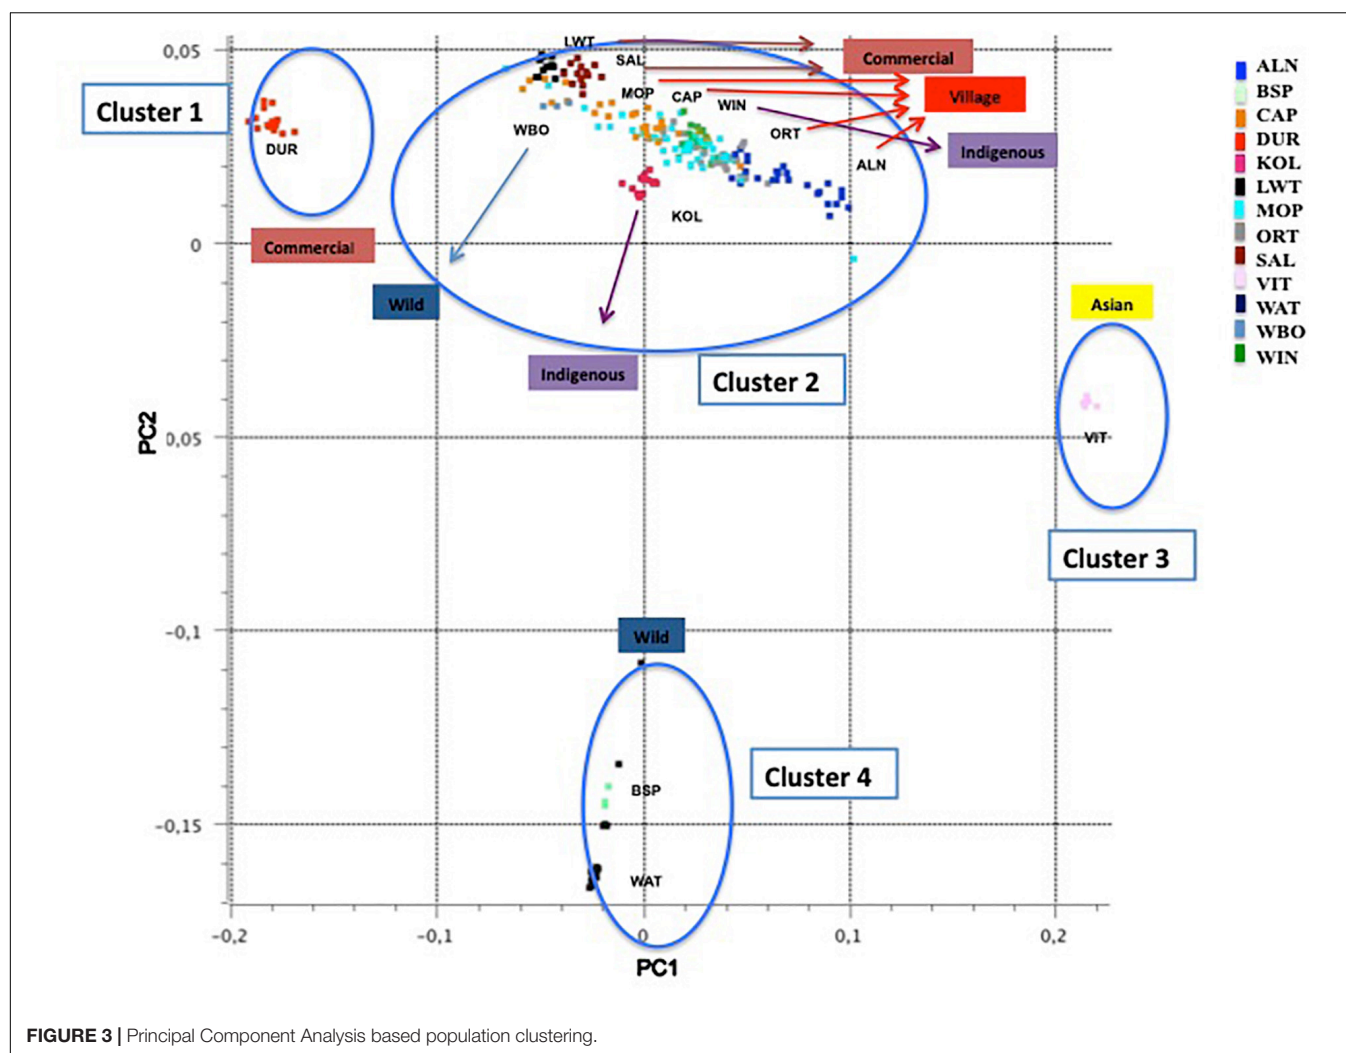 0,05
LWT
SAL
MOP
CAP
WIN
WBO
ORT
ALN
KOL
Commercial
Village
Indigenous
Cluster 1
DUR
Commercial
Wild
Indigenous
Cluster 2
0
Asian
VIT
Cluster 3
PC2
0,05
-0,1
Wild
BSP
Cluster 4
-0,15
WAT
-0,2
-0,1
0
0,1
0,2
PC1
ALN
BSP
CAP
DUR
KOL
LWT
MOP
ORT
SAL
VIT
WAT
WBO
WIN
FIGURE 3 | Principal Component Analysis based population clustering.